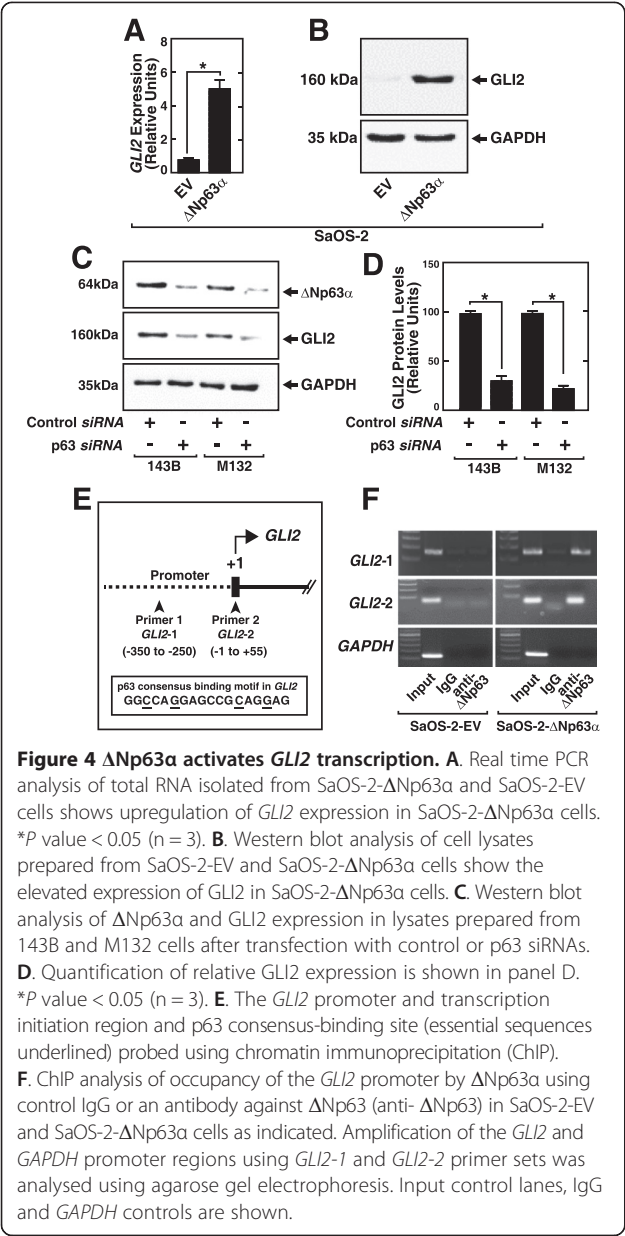 A
GLI2 Expression
(Relative Units)
8
6
4
2
0
*
EV
ΔNp63α
B
160 kDa
GLI2
35 kDa
GAPDH
EV
ΔNp63α
SaOS-2
C
64kDa
ΔNp63α
160kDa
GLI2
35kDa
GAPDH
Control siRNA + - + -
p63 siRNA - + - +
143B M132
D
GLI2 Protein Levels
(Relative Units)
150
100
50
0
* *
+ - + -
- + - +
143B M132
E
GLI2
+1
Promoter
Primer 1 Primer 2
GLI2-1 GLI2-2
(-350 to -250) (-1 to +55)
p63 consensus binding motif in GLI2
GGCCA GGAGCCG CAGGAG
F
GLI2-1
GLI2-2
GAPDH
Input IgG anti-ΔNp63 Input IgG anti-ΔNp63
SaOS-2-EV SaOS-2-ΔNp63α
Figure 4 ΔNp63α activates GLI2 transcription. A. Real time PCR
analysis of total RNA isolated from SaOS-2-ΔNp63α and SaOS-2-EV
cells shows upregulation of GLI2 expression in SaOS-2-ΔNp63α cells.
*P value < 0.05 (n = 3). B. Western blot analysis of cell lysates
prepared from SaOS-2-EV and SaOS-2-ΔNp63α cells show the
elevated expression of GLI2 in SaOS-2-ΔNp63α cells. C. Western blot
analysis of ΔNp63α and GLI2 expression in lysates prepared from
143B and M132 cells after transfection with control or p63 siRNAs.
D. Quantification of relative GLI2 expression is shown in panel D.
*P value < 0.05 (n = 3). E. The GLI2 promoter and transcription
initiation region and p63 consensus-binding site (essential sequences
underlined) probed using chromatin immunoprecipitation (ChIP).
F. ChIP analysis of occupancy of the GLI2 promoter by ΔNp63α using
control IgG or an antibody against ΔNp63 (anti- ΔNp63) in SaOS-2-EV
and SaOS-2-ΔNp63α cells as indicated. Amplification of the GLI2 and
GAPDH promoter regions using GLI2-1 and GLI2-2 primer sets was
analysed using agarose gel electrophoresis. Input control lanes, IgG
and GAPDH controls are shown.